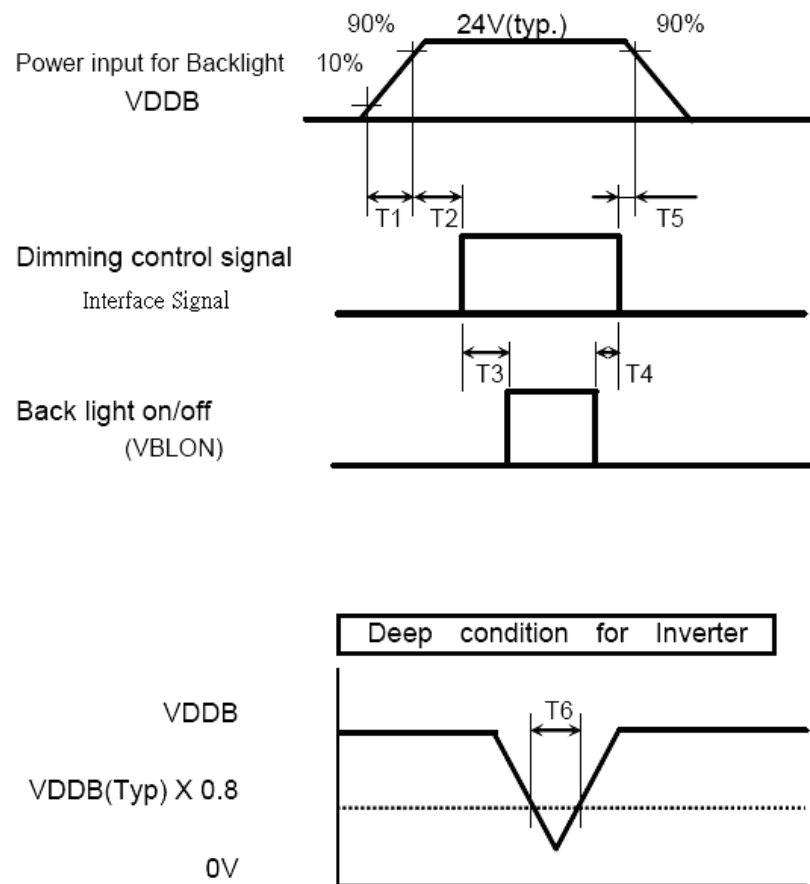 90% 24V(typ.) 90%
Power input for Backlight 10%
VDDB
T1 T2 T5
Dimming control signal
Interface Signal
T3 T4
Back light on/off
(VBLON)
Deep condition for Inverter
VDDB T6
VDDB(Typ) X 0.8
0V